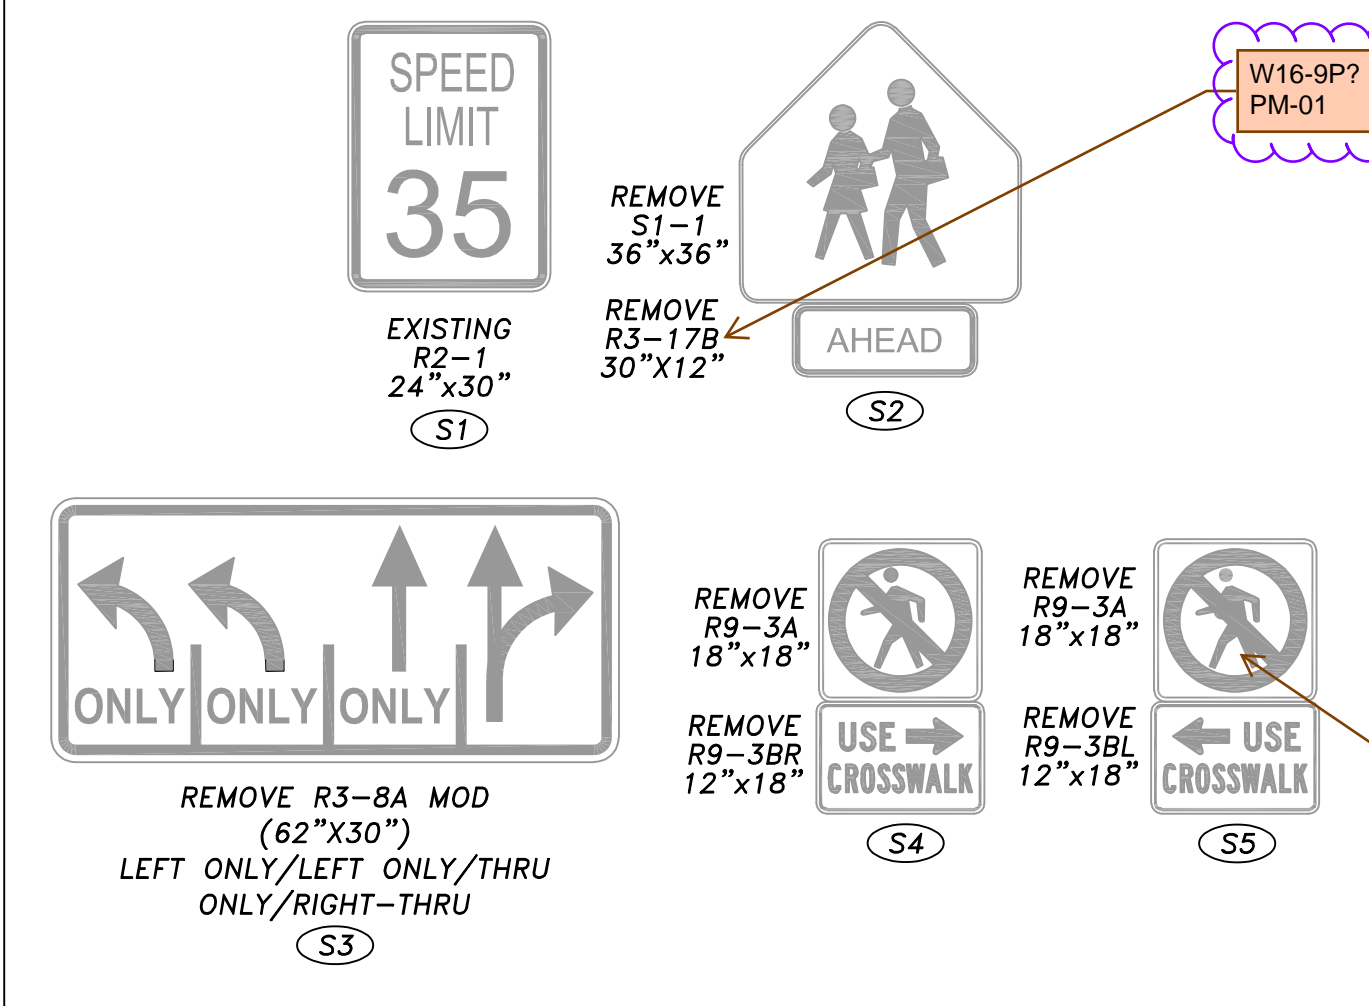 SPEED
LIMIT
35
EXISTING
R2-1
24"x30"
S1
REMOVE
S1-1
36"x36"
REMOVE
R3-17B
30"X12"
AHEAD
S2
W16-9P?
PM-01
ONLY ONLY ONLY
REMOVE R3-8A MOD
(62"X30")
LEFT ONLY/LEFT ONLY/THRU
ONLY/RIGHT-THRU
S3
REMOVE
R9-3A
18"x18"
REMOVE
R9-3BR
12"x18"
USE
CROSSWALK
S4
REMOVE
R9-3A
18"x18"
REMOVE
R9-3BL
12"x18"
USE
CROSSWALK
S5